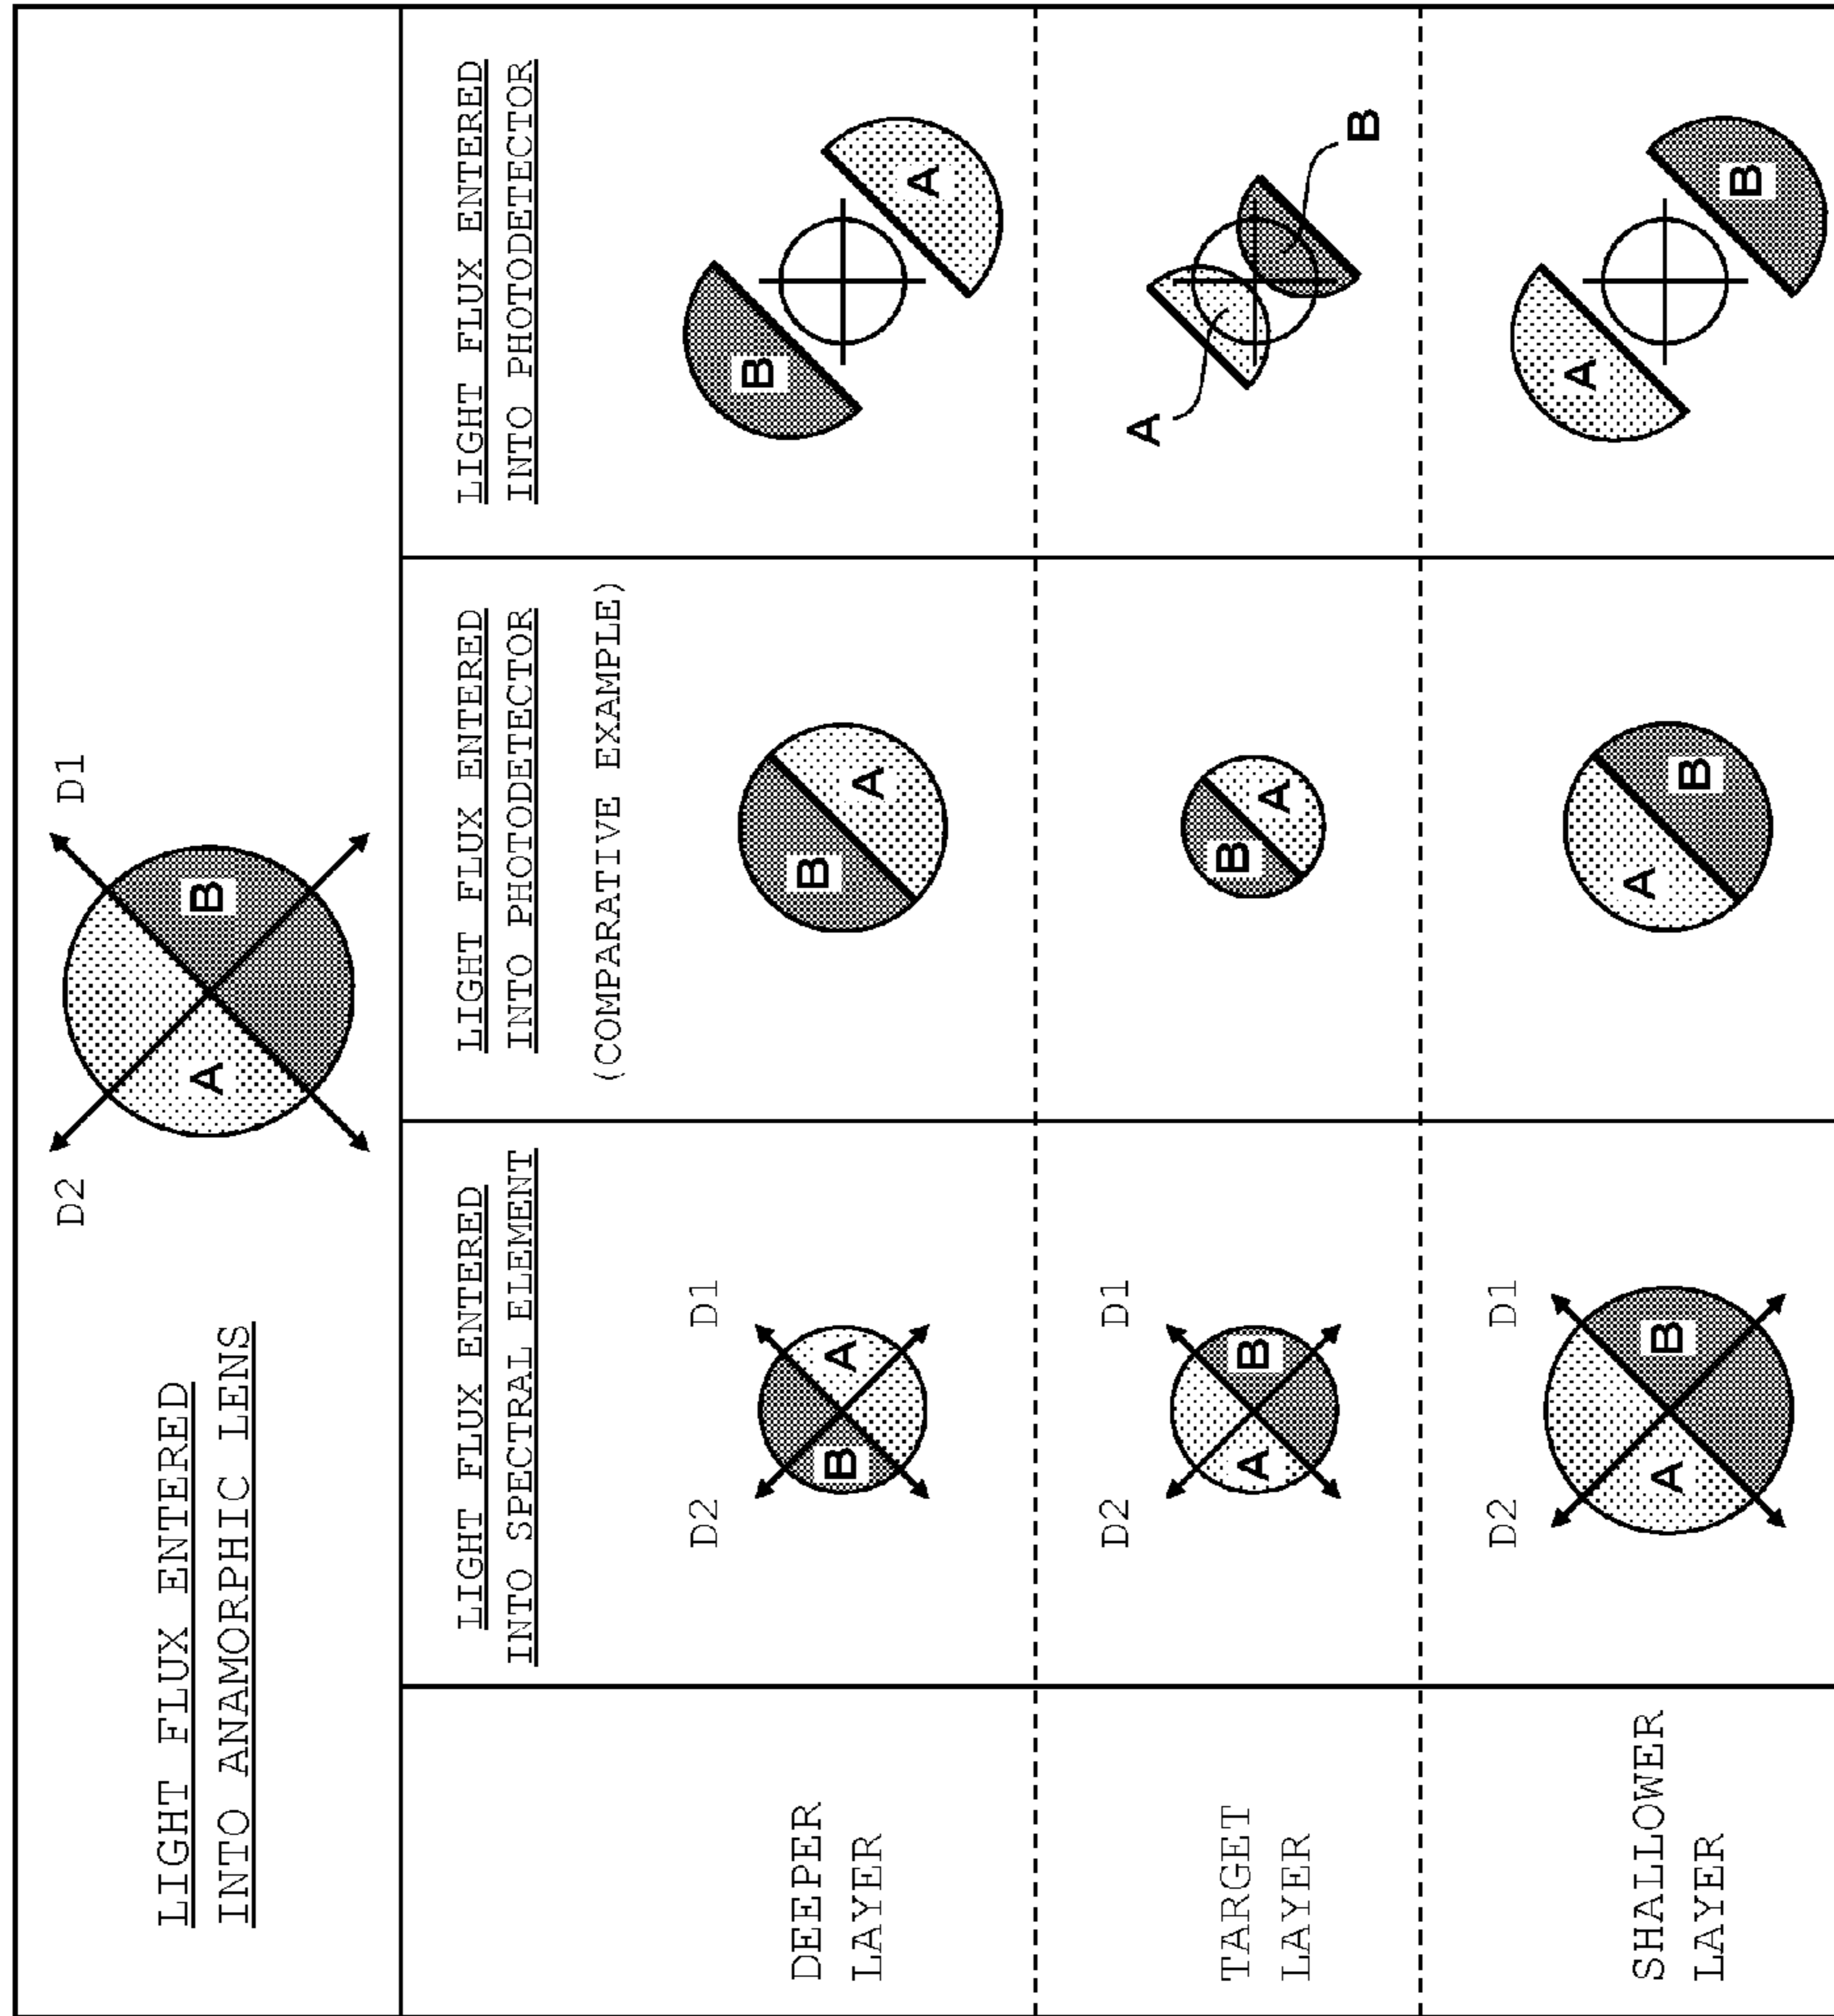 LIGHT FLUX ENTERED
INTO ANAMORPHIC LENS
D2
D1
A
B
LIGHT FLUX ENTERED
INTO SPECTRAL ELEMENT
LIGHT FLUX ENTERED
INTO PHOTODETECTOR
(COMPARATIVE EXAMPLE)
LIGHT FLUX ENTERED
INTO PHOTODETECTOR
DEEPER
LAYER
D2
D1
B
A
B
A
B
A
TARGET
LAYER
D2
D1
A
B
B
A
A
B
SHALLOWER
LAYER
D2
D1
A
B
A
B
A
B